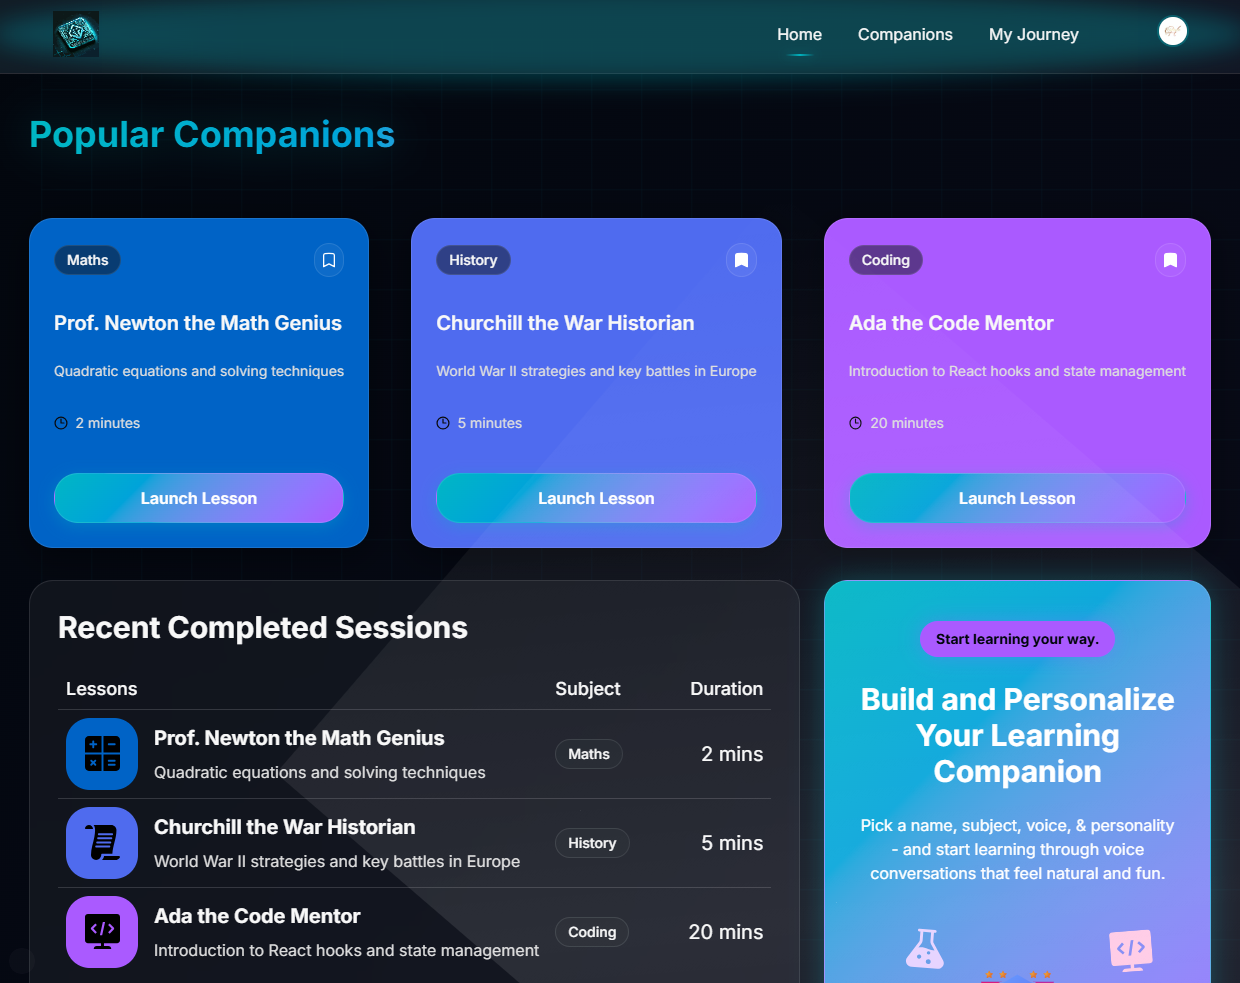 Home Companions My Journey
Popular Companions
Maths
Prof. Newton the Math Genius
Quadratic equations and solving techniques
2 minutes
Launch Lesson
History
Churchill the War Historian
World War II strategies and key battles in Europe
5 minutes
Launch Lesson
Coding
Ada the Code Mentor
Introduction to React hooks and state management
20 minutes
Launch Lesson
Recent Completed Sessions
Lessons Subject Duration
Prof. Newton the Math Genius
Quadratic equations and solving techniques
Maths
2 mins
Churchill the War Historian
World War II strategies and key battles in Europe
History
5 mins
Ada the Code Mentor
Introduction to React hooks and state management
Coding
20 mins
Start learning your way.
Build and Personalize
Your Learning
Companion
Pick a name, subject, voice, & personality
- and start learning through voice
conversations that feel natural and fun.